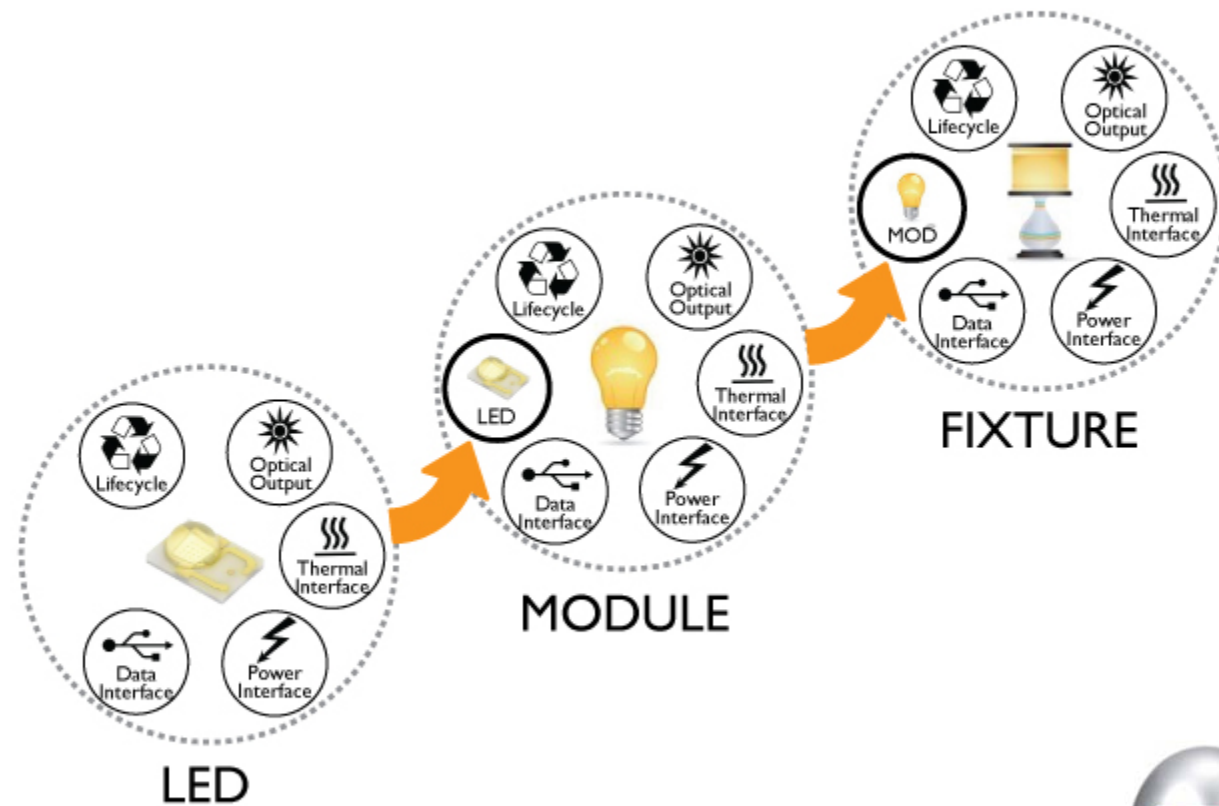 Lifecycle
Optical
Output
MOD
Thermal
Interface
Data
Interface
Power
Interface
FIXTURE
Lifecycle
Optical
Output
LED
Thermal
Interface
Data
Interface
Power
Interface
MODULE
Lifecycle
Optical
Output
Thermal
Interface
Data
Interface
Power
Interface
LED